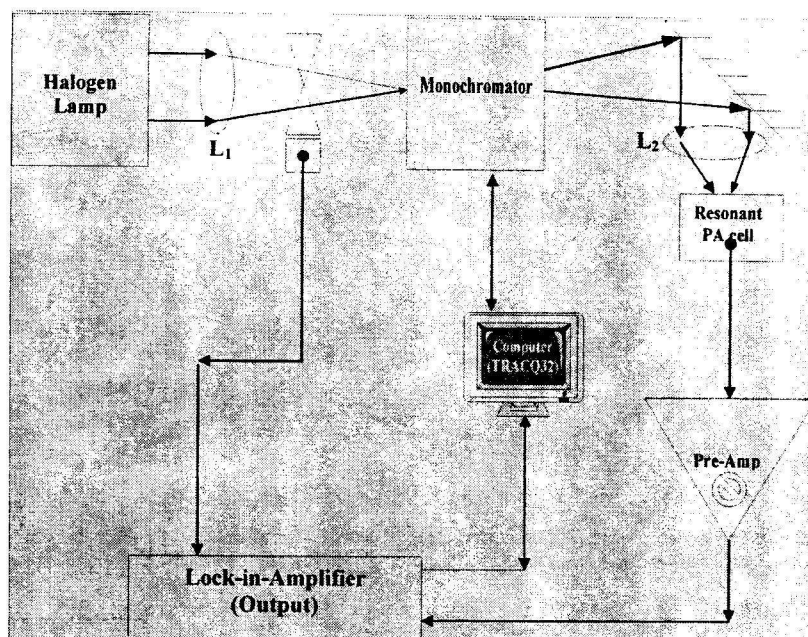 Halogen
Lamp
L₁
Monochromator
L₂
Resonant
PA cell
Computer
(TRACQ32)
Pre-Amp
Lock-in-Amplifier
(Output)